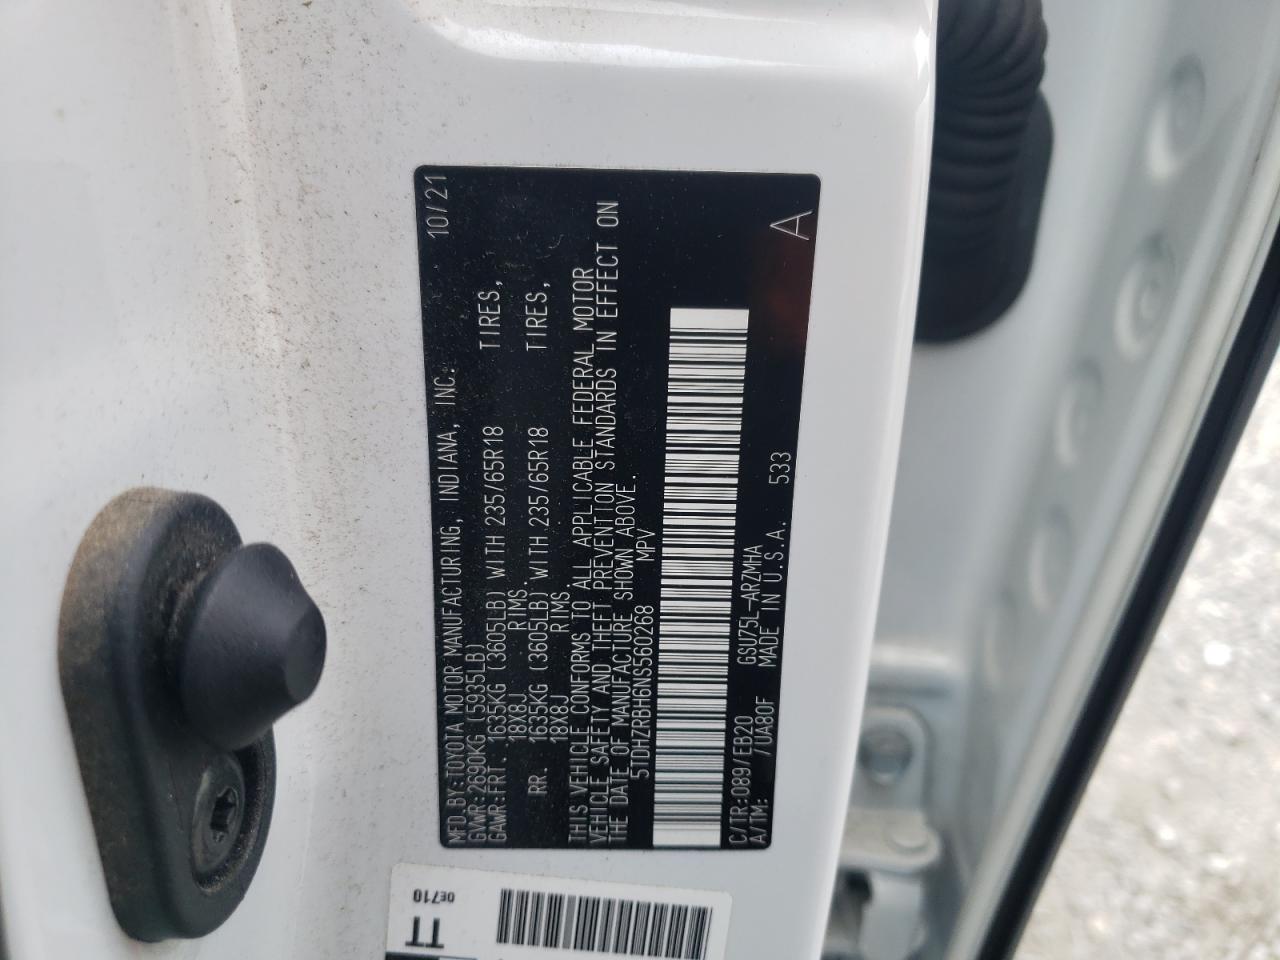 MFD.BY:TOYOTA MOTOR MANUFACTURING, INDIANA, INC. 10/21
GVWR:2690KG (5935LB)
GAWR:FRT. 1635KG (3605LB) WITH 235/65R18 TIRES,
18X8J RIMS.
RR. 1635KG (3605LB) WITH 235/65R18 TIRES,
18X8J RIMS.
THIS VEHICLE CONFORMS TO ALL APPLICABLE FEDERAL MOTOR
VEHICLE SAFETY AND THEFT PREVENTION STANDARDS IN EFFECT ON
THE DATE OF MANUFACTURE SHOWN ABOVE.
5TDHZRBH6NS560268 MPV
C/TR:089/EB20 GSU75L-ARZMHA
A/TM: /UA80F MADE IN U.S.A. 533
A
TT
0E710